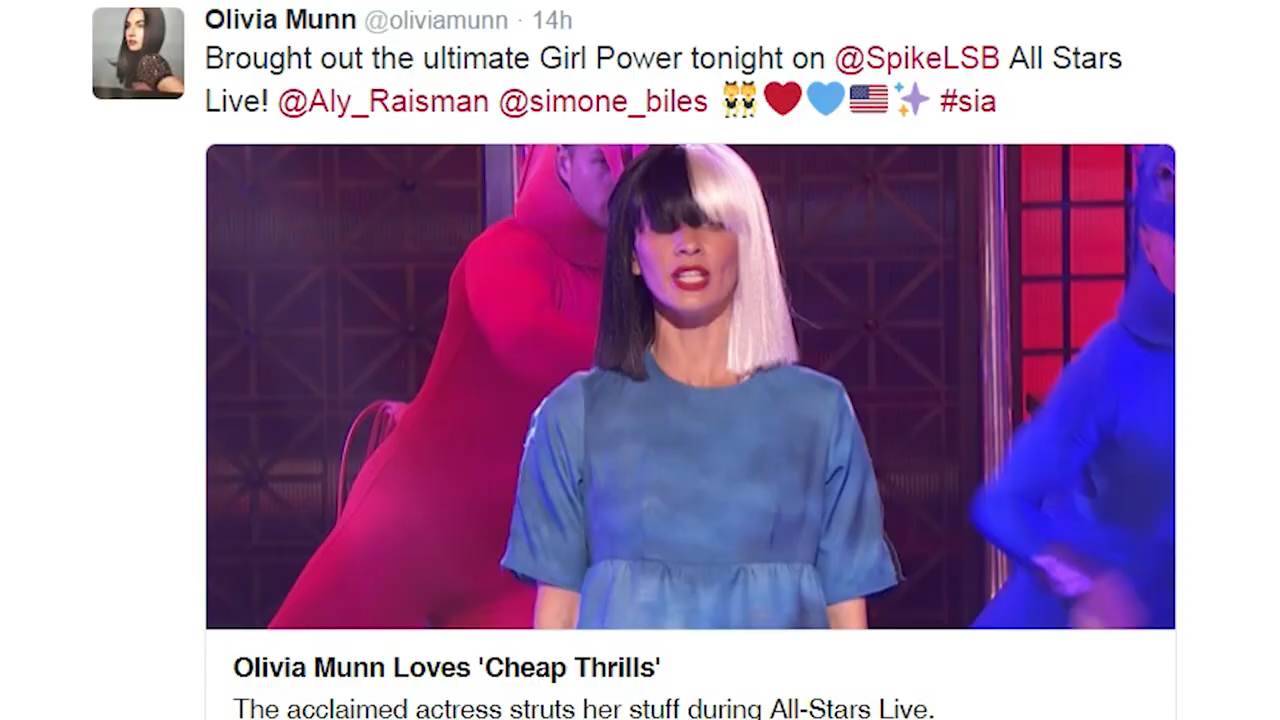 Olivia Munn @oliviamunn · 14h
Brought out the ultimate Girl Power tonight on @SpikeLSB All Stars
Live! @Aly_Raisman @simone_biles 👯❤️💙🇺🇸✨ #sia
Olivia Munn Loves 'Cheap Thrills'
The acclaimed actress struts her stuff during All-Stars Live.